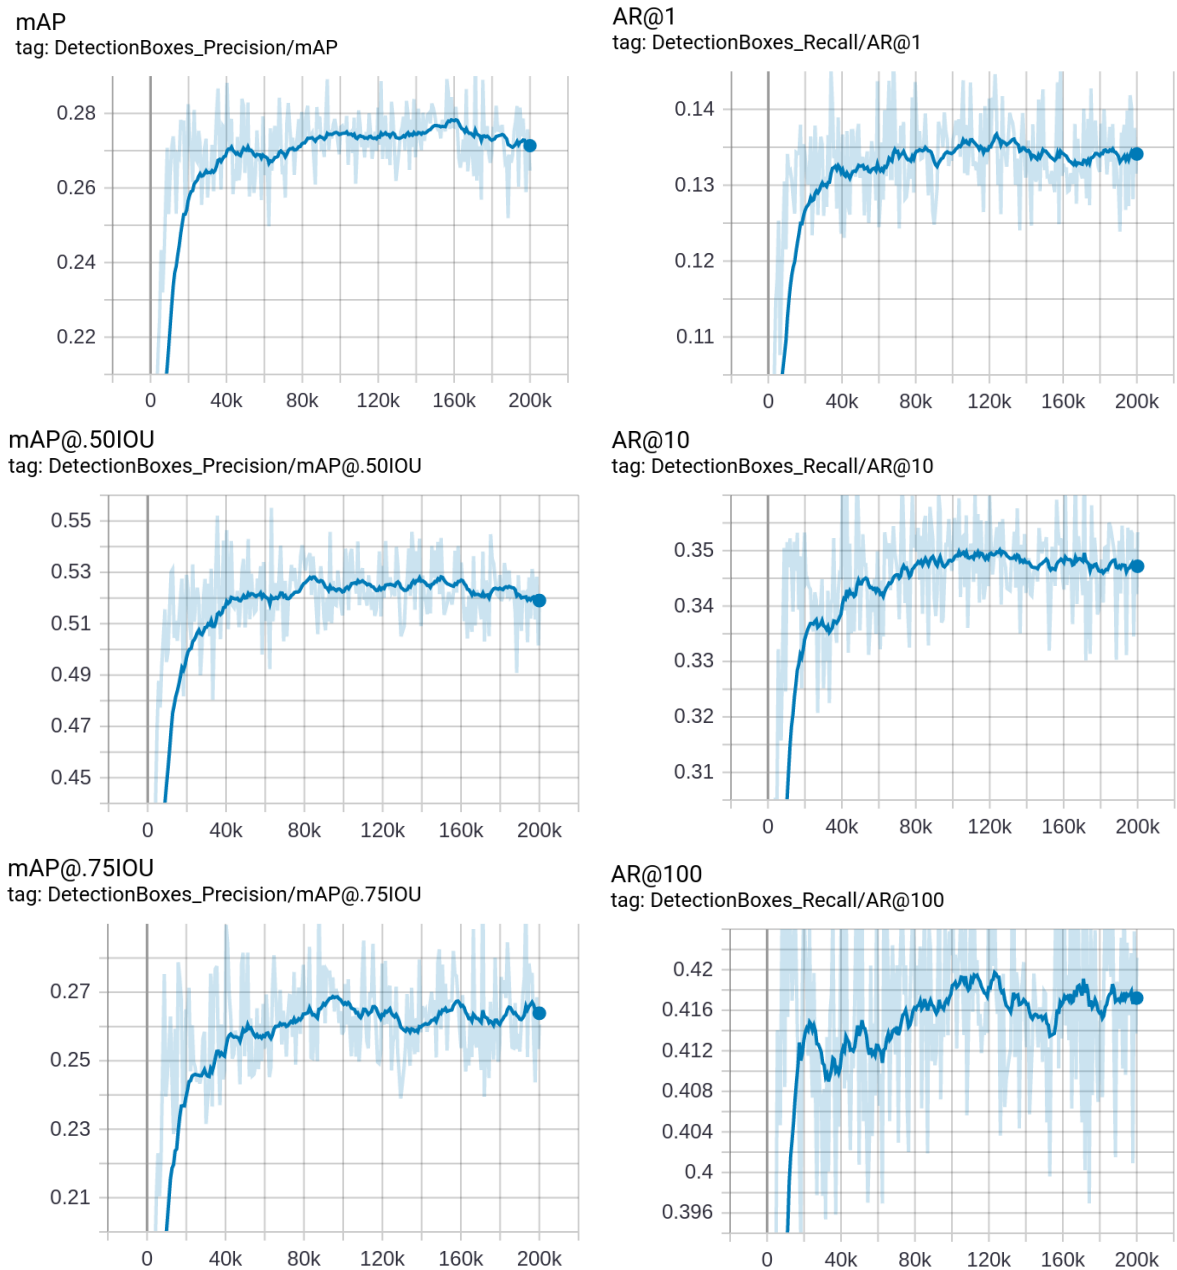 mAP
tag: DetectionBoxes_Precision/mAP
0.28
0.26
0.24
0.22
0 40k 80k 120k 160k 200k
AR@1
tag: DetectionBoxes_Recall/AR@1
0.14
0.13
0.12
0.11
0 40k 80k 120k 160k 200k
mAP@.50IOU
tag: DetectionBoxes_Precision/mAP@.50IOU
0.55
0.53
0.51
0.49
0.47
0.45
0 40k 80k 120k 160k 200k
AR@10
tag: DetectionBoxes_Recall/AR@10
0.35
0.34
0.33
0.32
0.31
0 40k 80k 120k 160k 200k
mAP@.75IOU
tag: DetectionBoxes_Precision/mAP@.75IOU
0.27
0.25
0.23
0.21
0 40k 80k 120k 160k 200k
AR@100
tag: DetectionBoxes_Recall/AR@100
0.42
0.416
0.412
0.408
0.404
0.4
0.396
0 40k 80k 120k 160k 200k